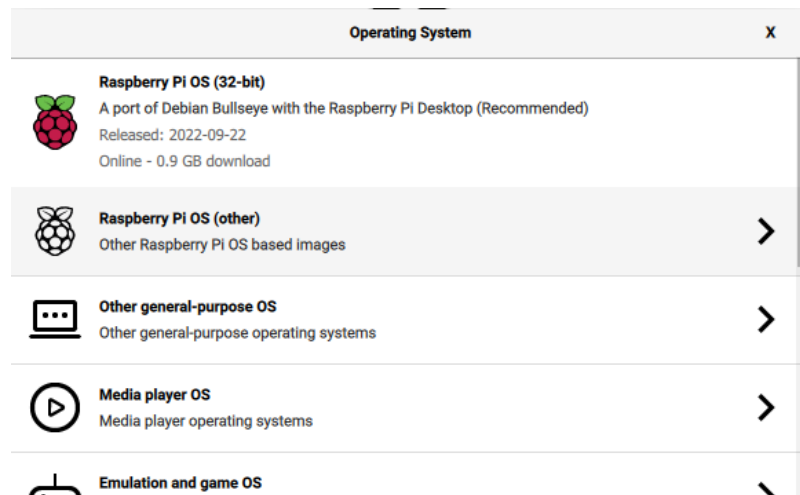 Operating System
X
Raspberry Pi OS (32-bit)
A port of Debian Bullseye with the Raspberry Pi Desktop (Recommended)
Released: 2022-09-22
Online - 0.9 GB download
Raspberry Pi OS (other)
Other Raspberry Pi OS based images
Other general-purpose OS
Other general-purpose operating systems
Media player OS
Media player operating systems
Emulation and game OS